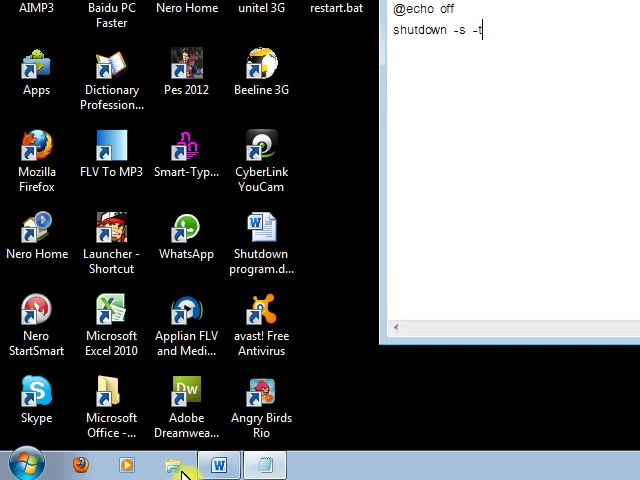 AIMP3
Baidu PC
Faster
Nero Home
unitel 3G
restart.bat
@echo off
shutdown -s -t
Apps
Dictionary
Profession...
Pes 2012
Beeline 3G
Mozilla
Firefox
FLV To MP3
Smart-Typ...
CyberLink
YouCam
Nero Home
Launcher -
Shortcut
WhatsApp
Shutdown
program.d...
Nero
StartSmart
Microsoft
Excel 2010
Applian FLV
and Medi...
avast! Free
Antivirus
Skype
Microsoft
Office -...
Dw
Adobe
Dreamwea...
Angry Birds
Rio